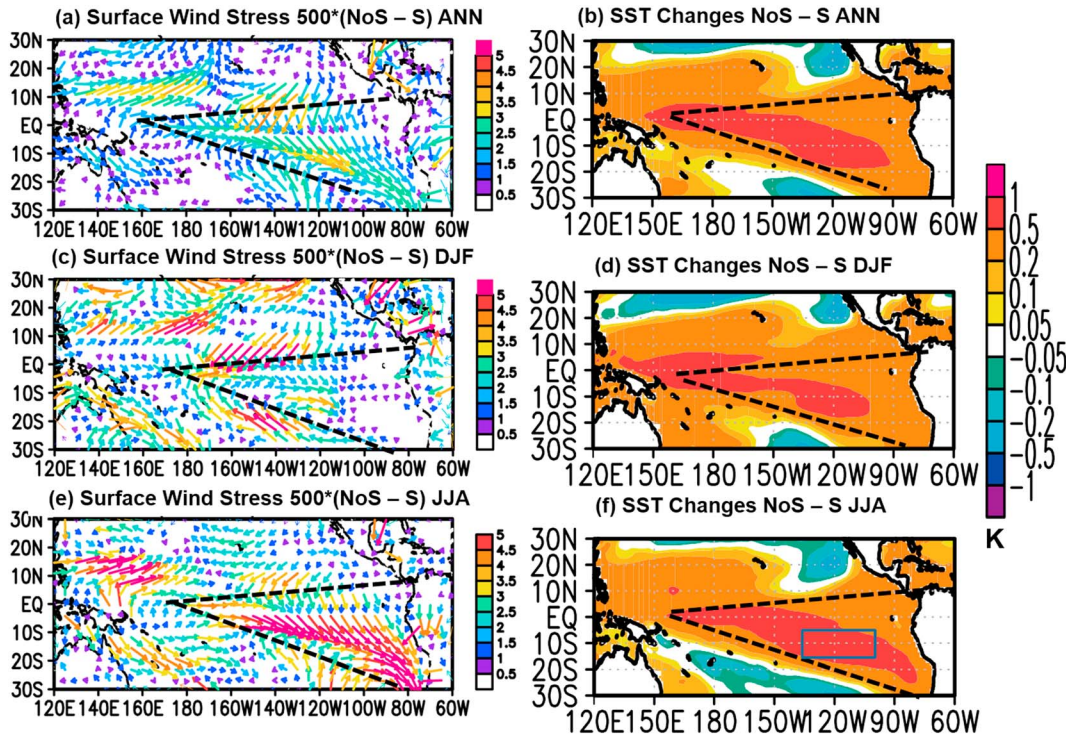 (a) Surface Wind Stress 500*(NoS – S) ANN
30N
20N
10N
EQ
10S
20S
30S
120E 140E 160E 180 160W 140W 120W 100W 80W 60W
5
4.5
4
3.5
3
2.5
2
1.5
1
0.5
(b) SST Changes NoS – S ANN
30N
20N
10N
EQ
10S
20S
30S
120E 150E 180 150W 120W 90W 60W
(c) Surface Wind Stress 500*(NoS – S) DJF
30N
20N
10N
EQ
10S
20S
30S
120E 140E 160E 180 160W 140W 120W 100W 80W 60W
5
4.5
4
3.5
3
2.5
2
1.5
1
0.5
(d) SST Changes NoS – S DJF
30N
20N
10N
EQ
10S
20S
30S
120E 150E 180 150W 120W 90W 60W
(e) Surface Wind Stress 500*(NoS – S) JJA
30N
20N
10N
EQ
10S
20S
30S
120E 140E 160E 180 160W 140W 120W 100W 80W 60W
5
4.5
4
3.5
3
2.5
2
1.5
1
0.5
(f) SST Changes NoS – S JJA
30N
20N
10N
EQ
10S
20S
30S
120E 150E 180 150W 120W 90W 60W
1
0.5
0.2
0.1
0.05
-0.05
-0.1
-0.2
-0.5
-1
K